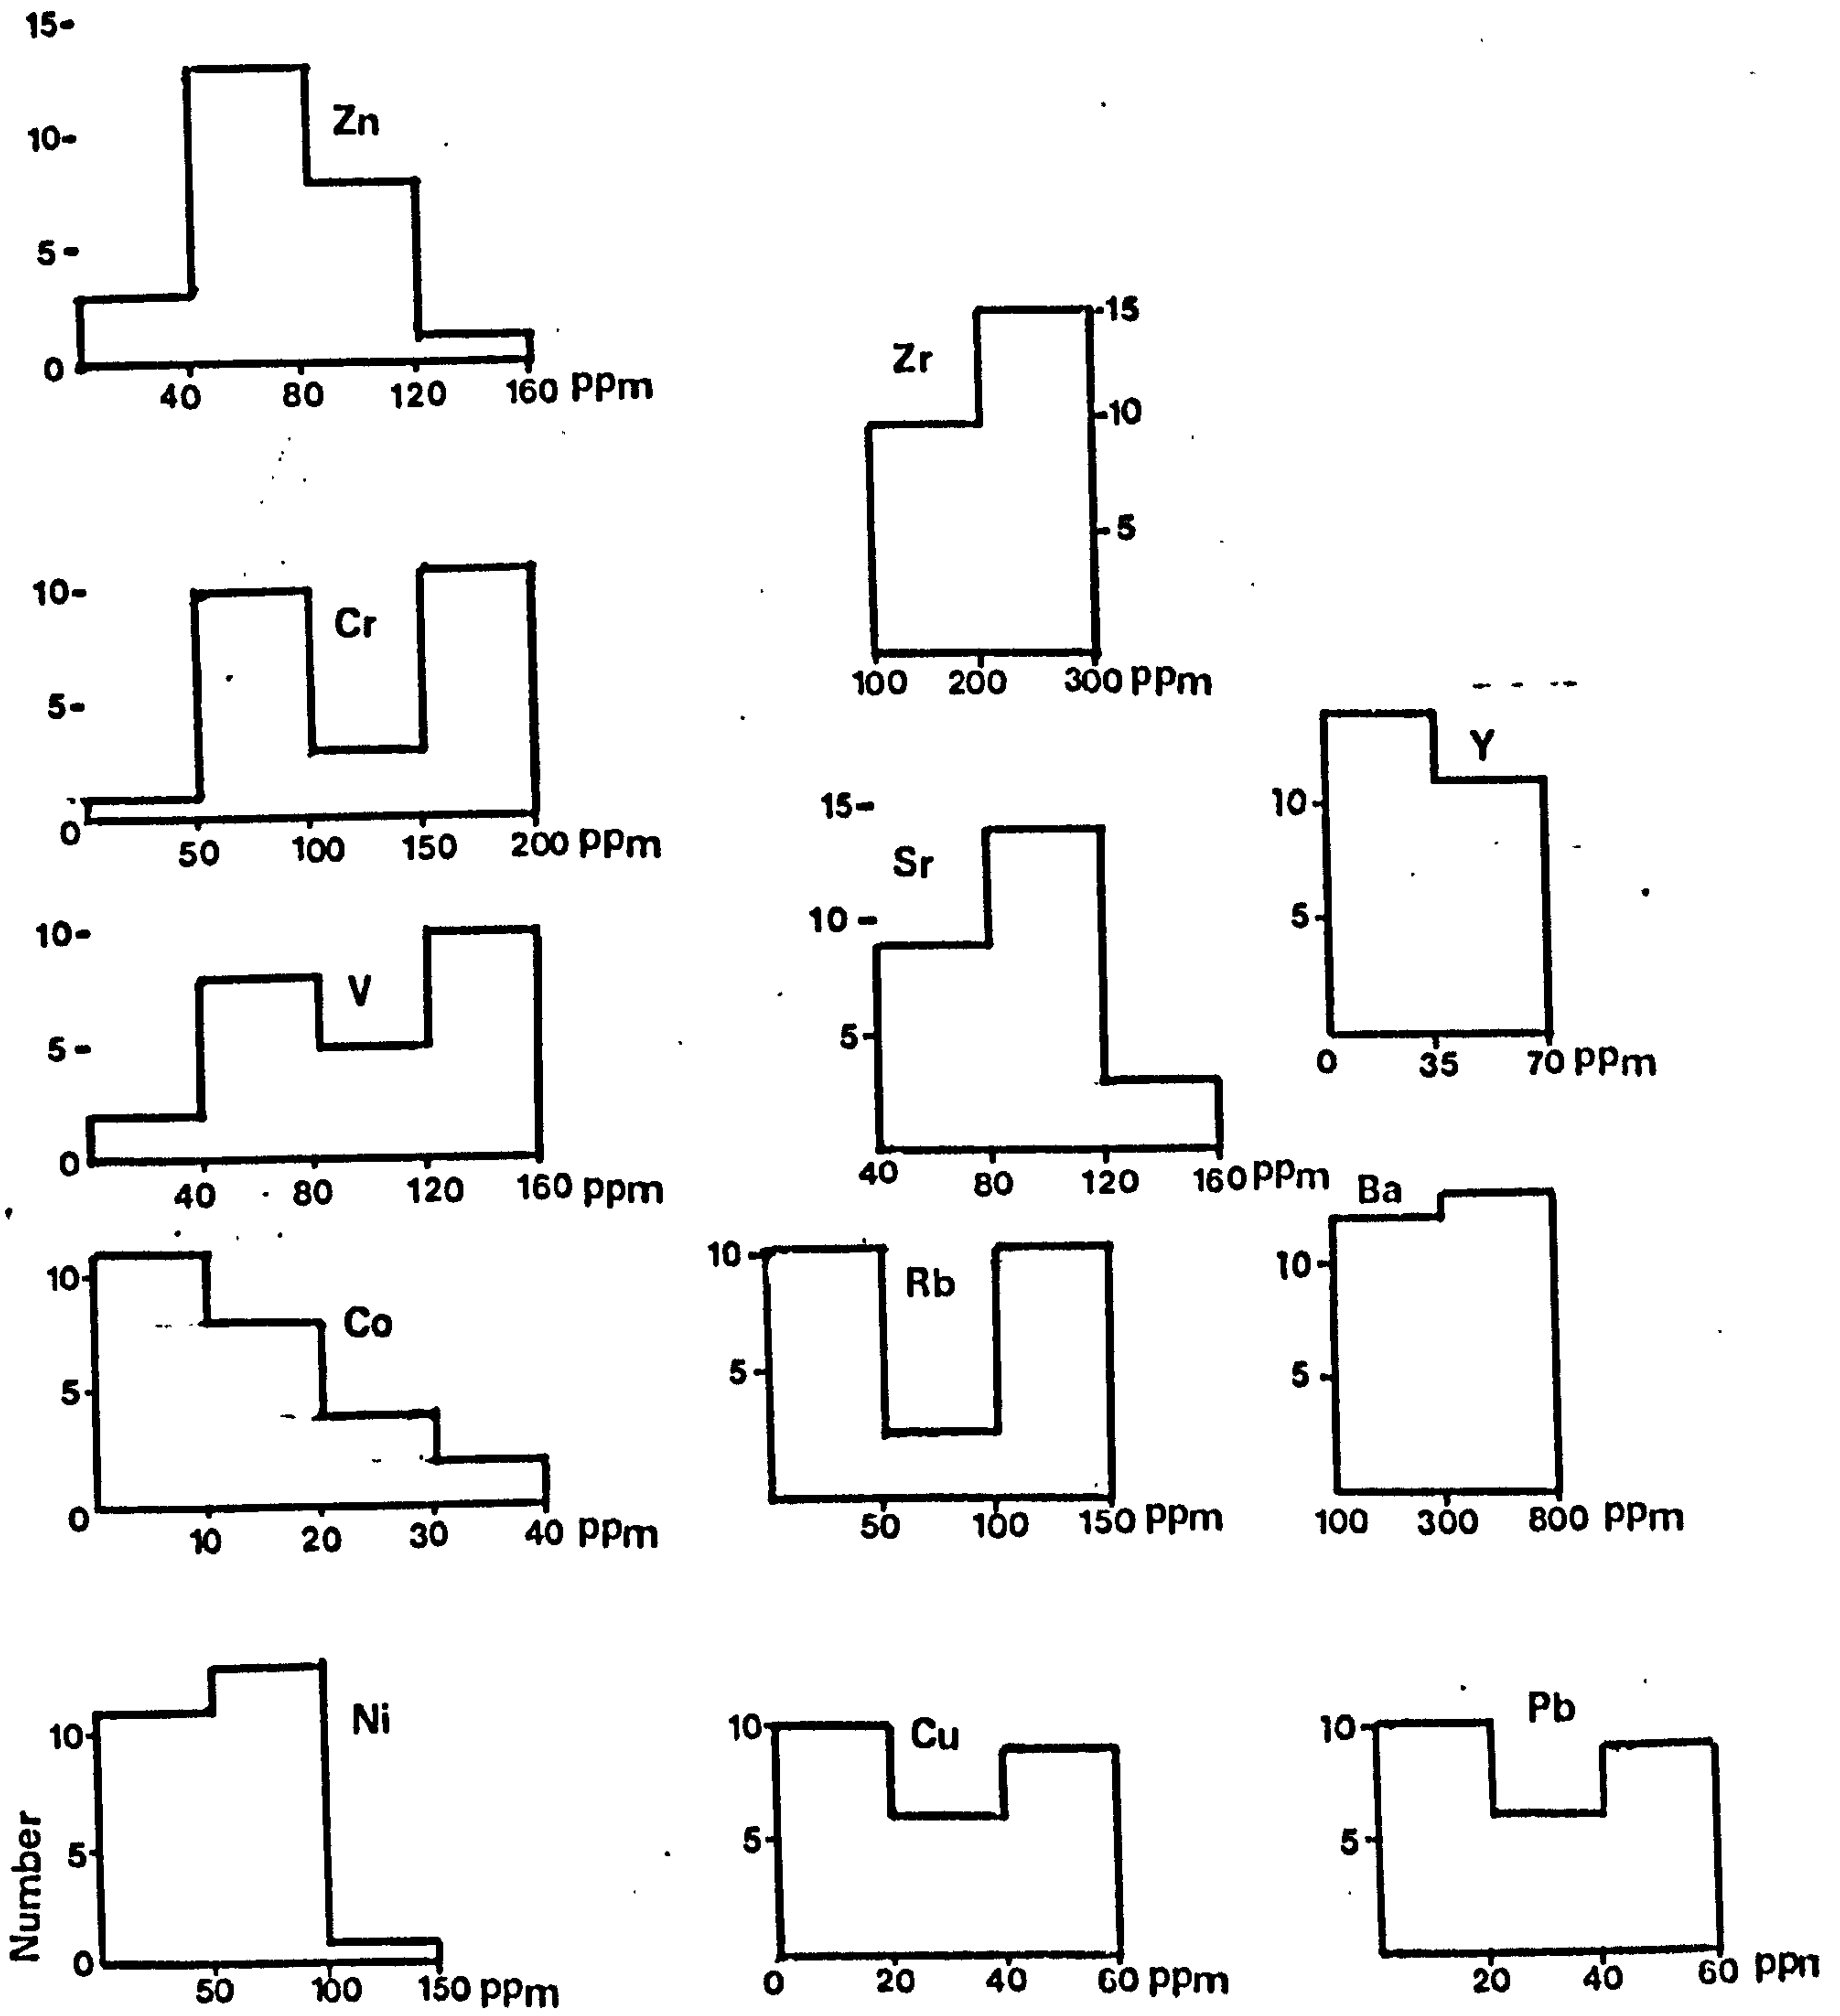 15-
10-
Zn
5-
0
40 80 120 160 ppm
10-
Cr
5-
0
50 100 150 200 ppm
10-
V
5-
0
40 80 120 160 ppm
10
Co
5
0
10 20 30 40 ppm
Ni
10
5
0
Number
50 100 150 ppm
Zr
15
10
5
100 200 300 ppm
15-
Sr
10-
5
40 80 120 160 ppm
10
Rb
5
50 100 150 ppm
10
Cu
5
0 20 40 60 ppm
Y
10
5
0 35 70 ppm
Ba
10
5
100 300 800 ppm
Pb
10
5
20 40 60 ppn